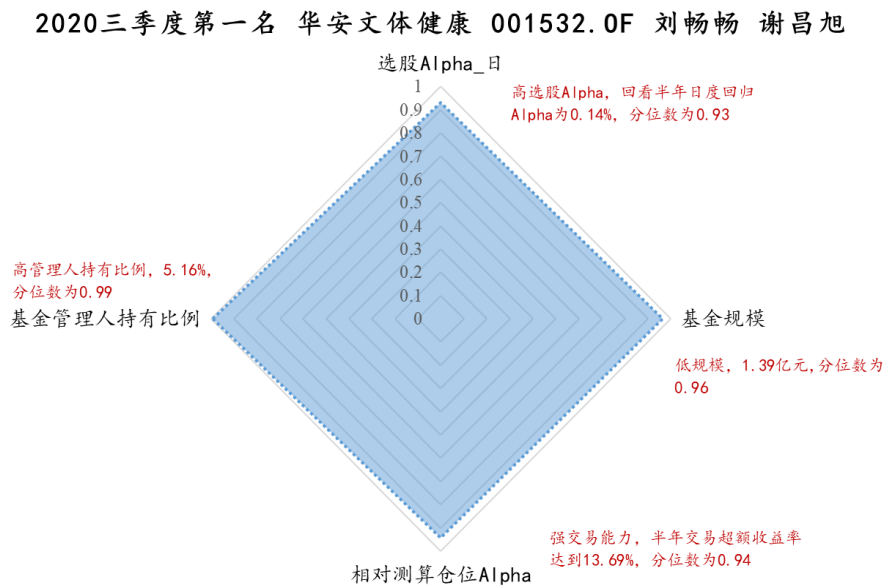 2020三季度第一名 华安文体健康 001532.OF 刘畅畅 谢昌旭
选股Alpha_日
高选股Alpha，回看半年日度回归
Alpha为0.14%，分位数为0.93
1
0.9
0.8
0.7
0.6
0.5
0.4
0.3
0.2
0.1
0
高管理人持有比例，5.16%，
分位数为0.99
基金管理人持有比例
基金规模
低规模，1.39亿元,分位数为
0.96
强交易能力，半年交易超额收益率
达到13.69%，分位数为0.94
相对测算仓位Alpha